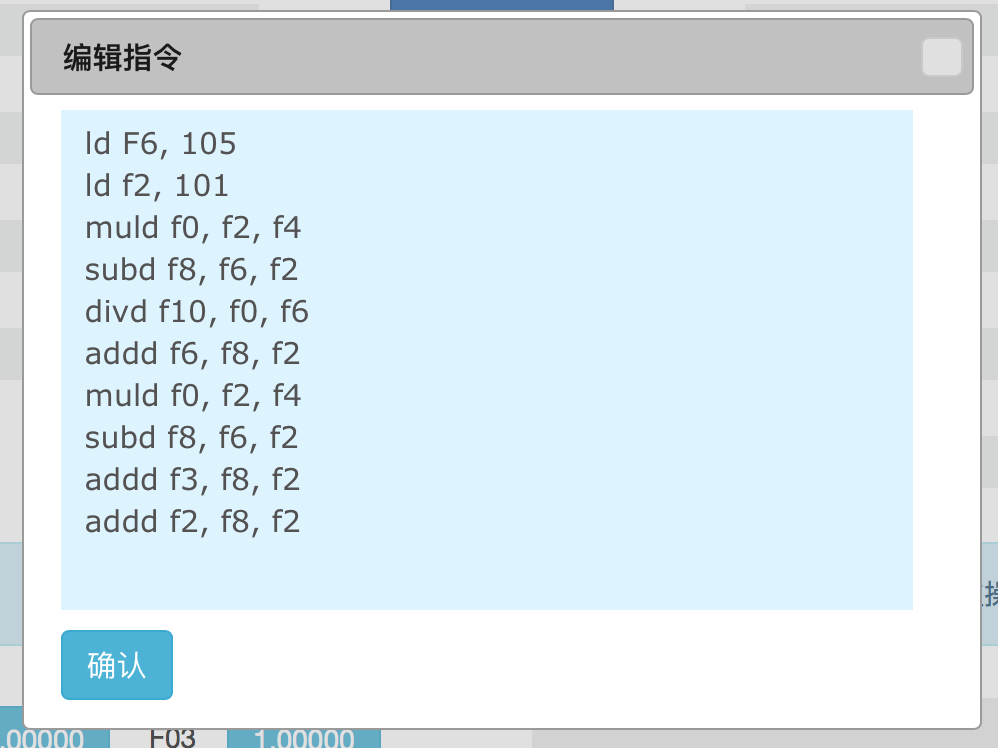 编辑指令
ld F6, 105
ld f2, 101
muld f0, f2, f4
subd f8, f6, f2
divd f10, f0, f6
addd f6, f8, f2
muld f0, f2, f4
subd f8, f6, f2
addd f3, f8, f2
addd f2, f8, f2
确认
.00000 F03 1.00000